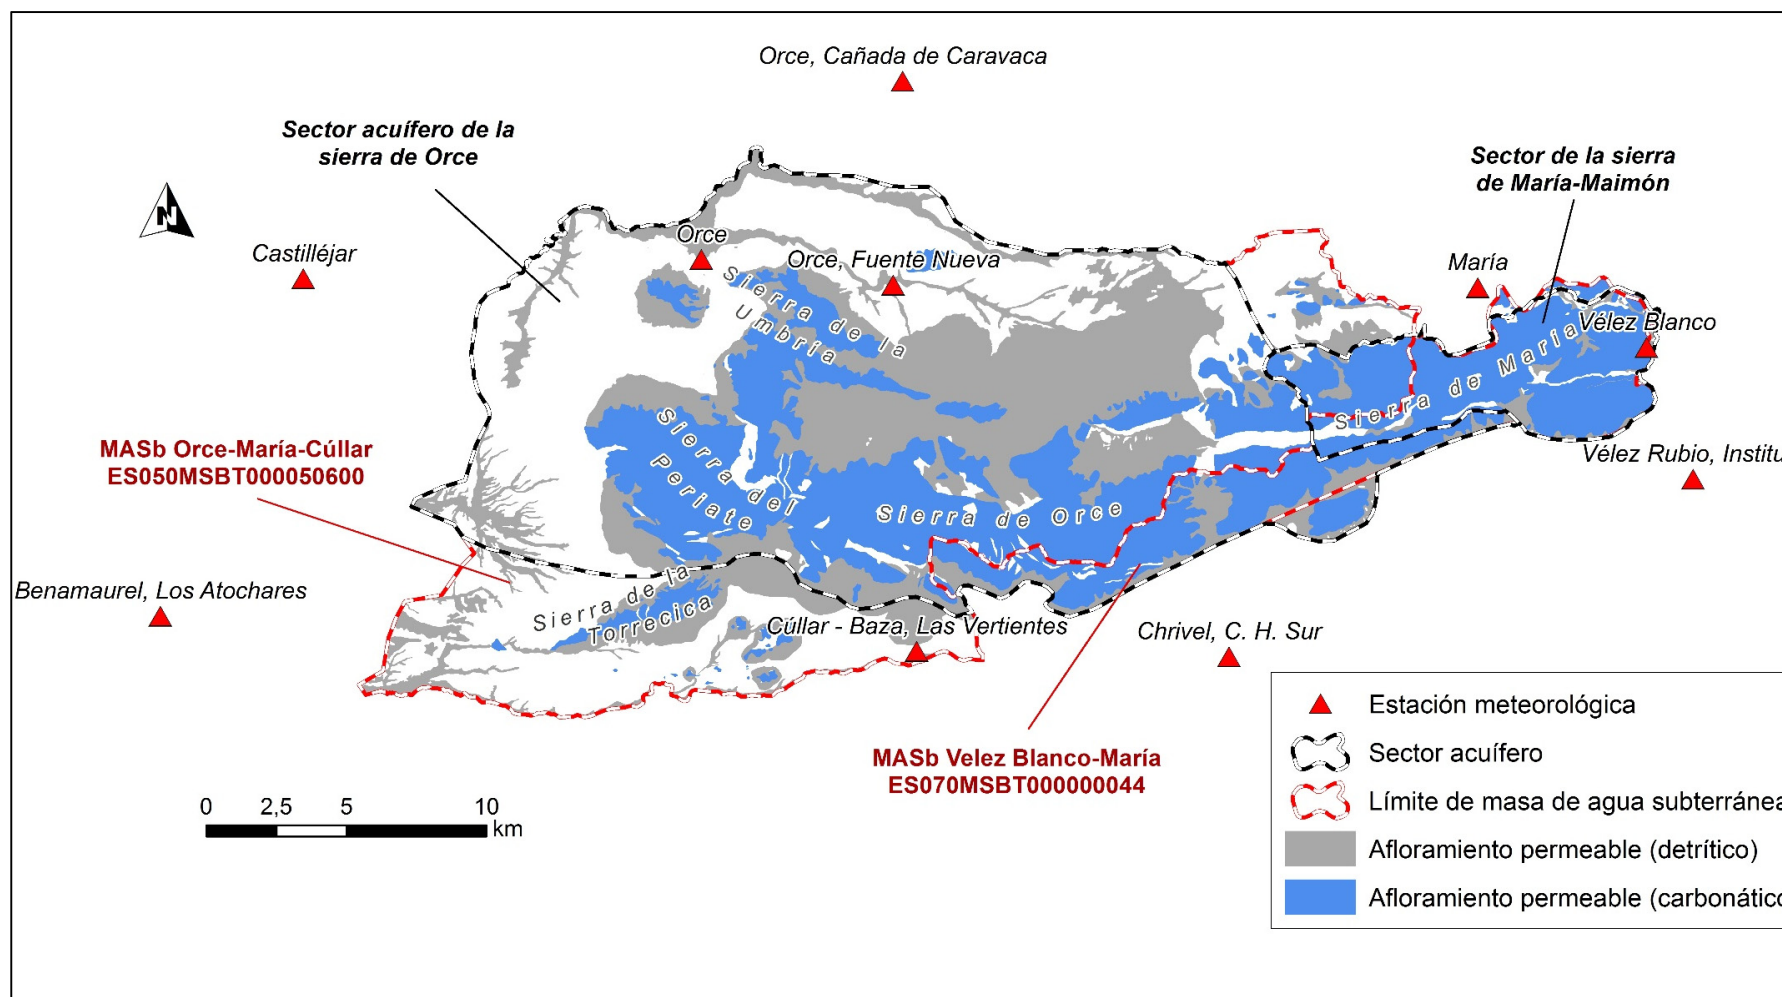 Orce, Cañada de Caravaca
Sector acuífero de la
sierra de Orce
Sector de la sierra
de María-Maimón
N
Castilléjar
Orce
Orce, Fuente Nueva
María
Vélez Blanco
Sierra de la
Umbría
Sierra de María
Sierra del
Periate
Sierra de Orce
MASb Orce-María-Cúllar
ES050MSBT000050600
Vélez Rubio, Institu
Benamaurel, Los Atochares
Sierra de la
Torrecica
Cúllar - Baza, Las Vertientes
Chrivel, C. H. Sur
MASb Velez Blanco-María
ES070MSBT000000044
0 2,5 5 10
km
Estación meteorológica
Sector acuífero
Límite de masa de agua subterránea
Afloramiento permeable (detrítico)
Afloramiento permeable (carbonático